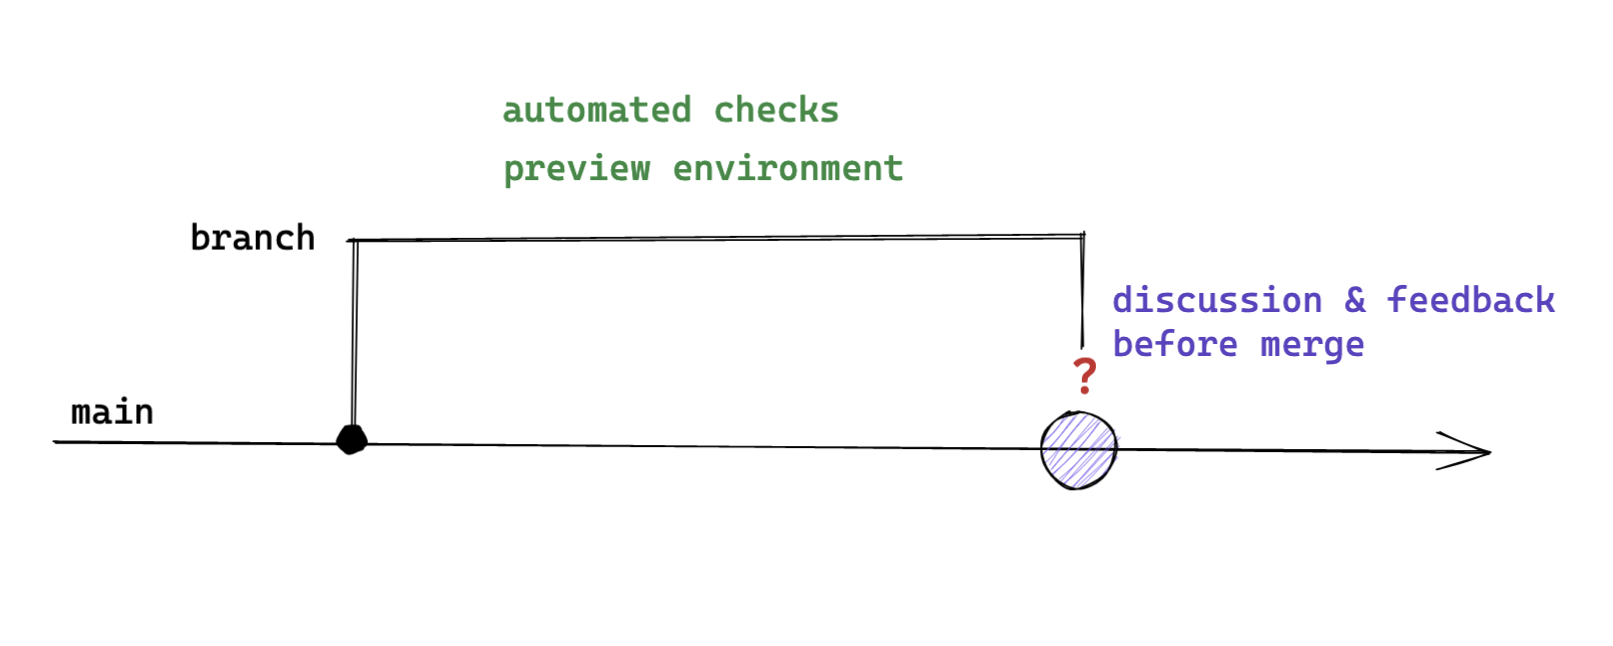 automated checks
preview environment
branch
discussion & feedback
before merge
?
main